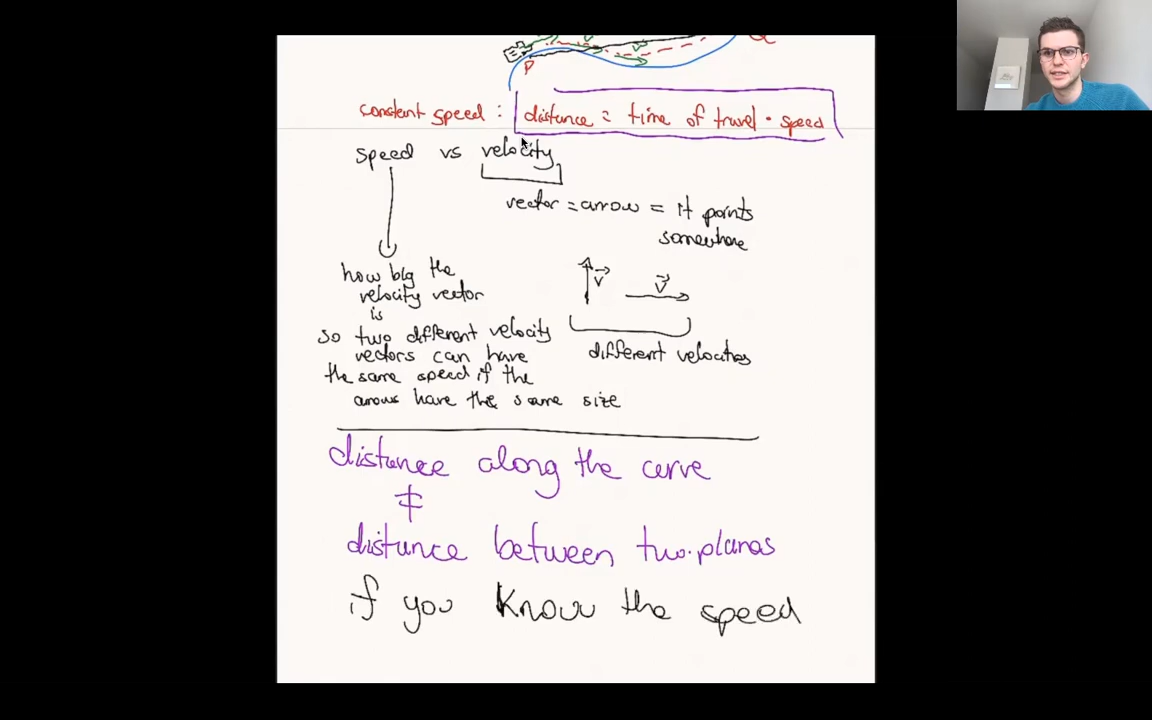 P
Q
constant speed : distance = time of travel · speed
speed vs velocity
vector = arrow = it points
somewhere
how big the
velocity vector
is
v v
so two different velocity
vectors can have
the same speed if the
arrows have the same size
different velocities
distance along the curve
≠
distance between two planes
if you know the speed